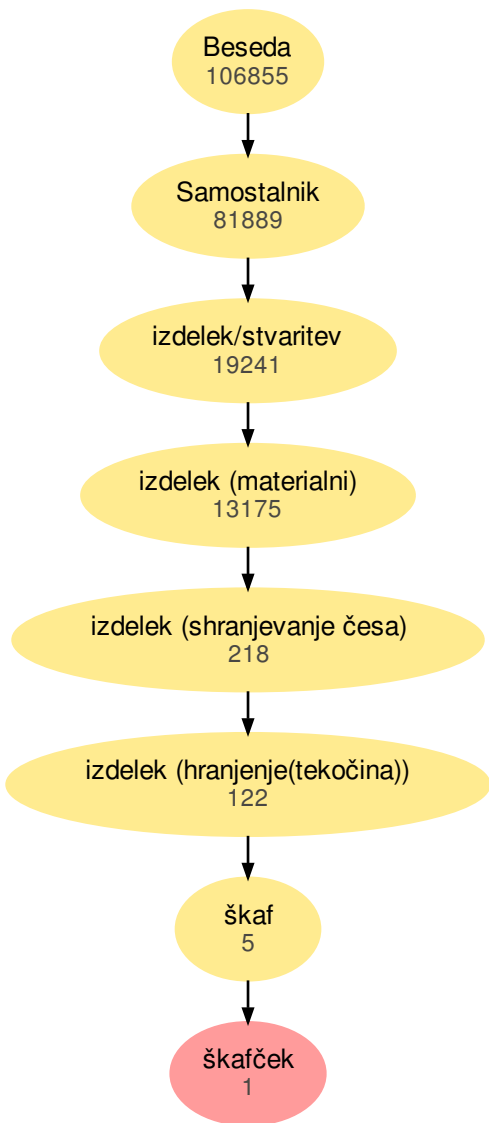 Beseda
106855
Samostalnik
81889
izdelek/stvaritev
19241
izdelek (materialni)
13175
izdelek (shranjevanje česa)
218
izdelek (hranjenje(tekočina))
122
škaf
5
škafček
1